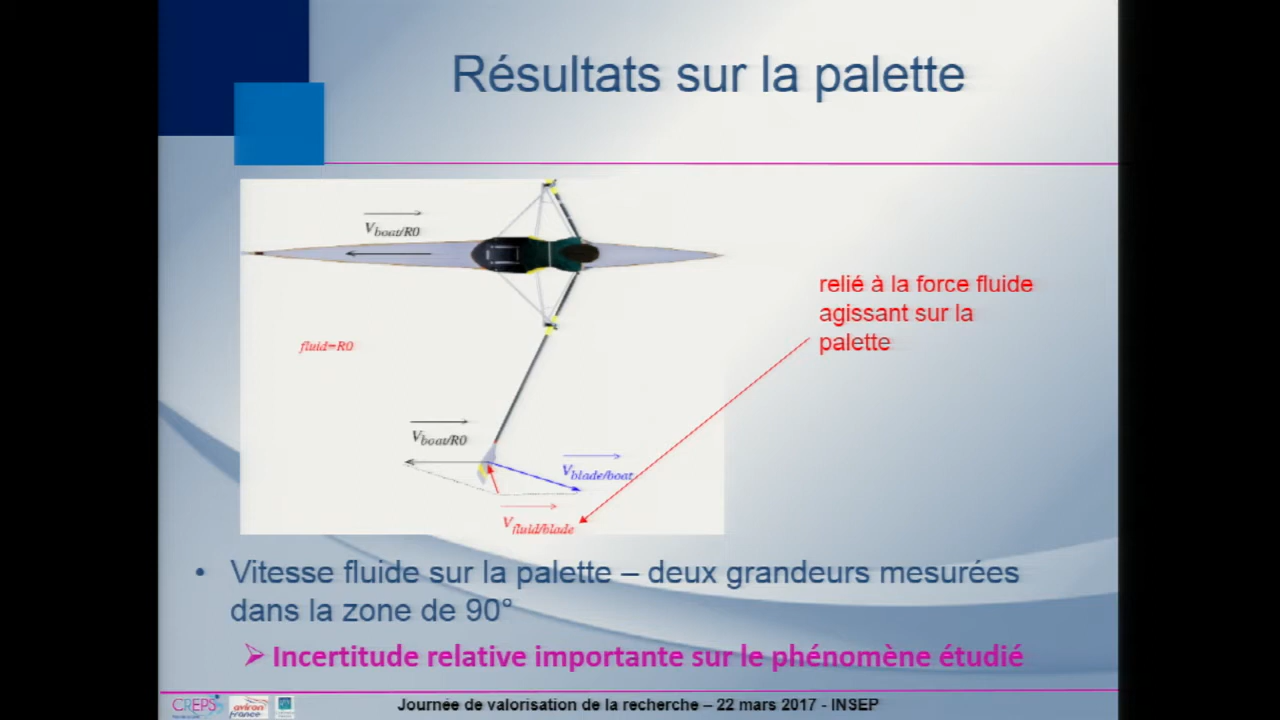 Résultats sur la palette
V boat/R0
relié à la force fluide
agissant sur la
palette
fluid=R0
V boat/R0
V blade/boat
V fluid/blade
• Vitesse fluide sur la palette – deux grandeurs mesurées
dans la zone de 90°
➢ Incertitude relative importante sur le phénomène étudié
CREPS
aviron
france
Journée de valorisation de la recherche – 22 mars 2017 - INSEP